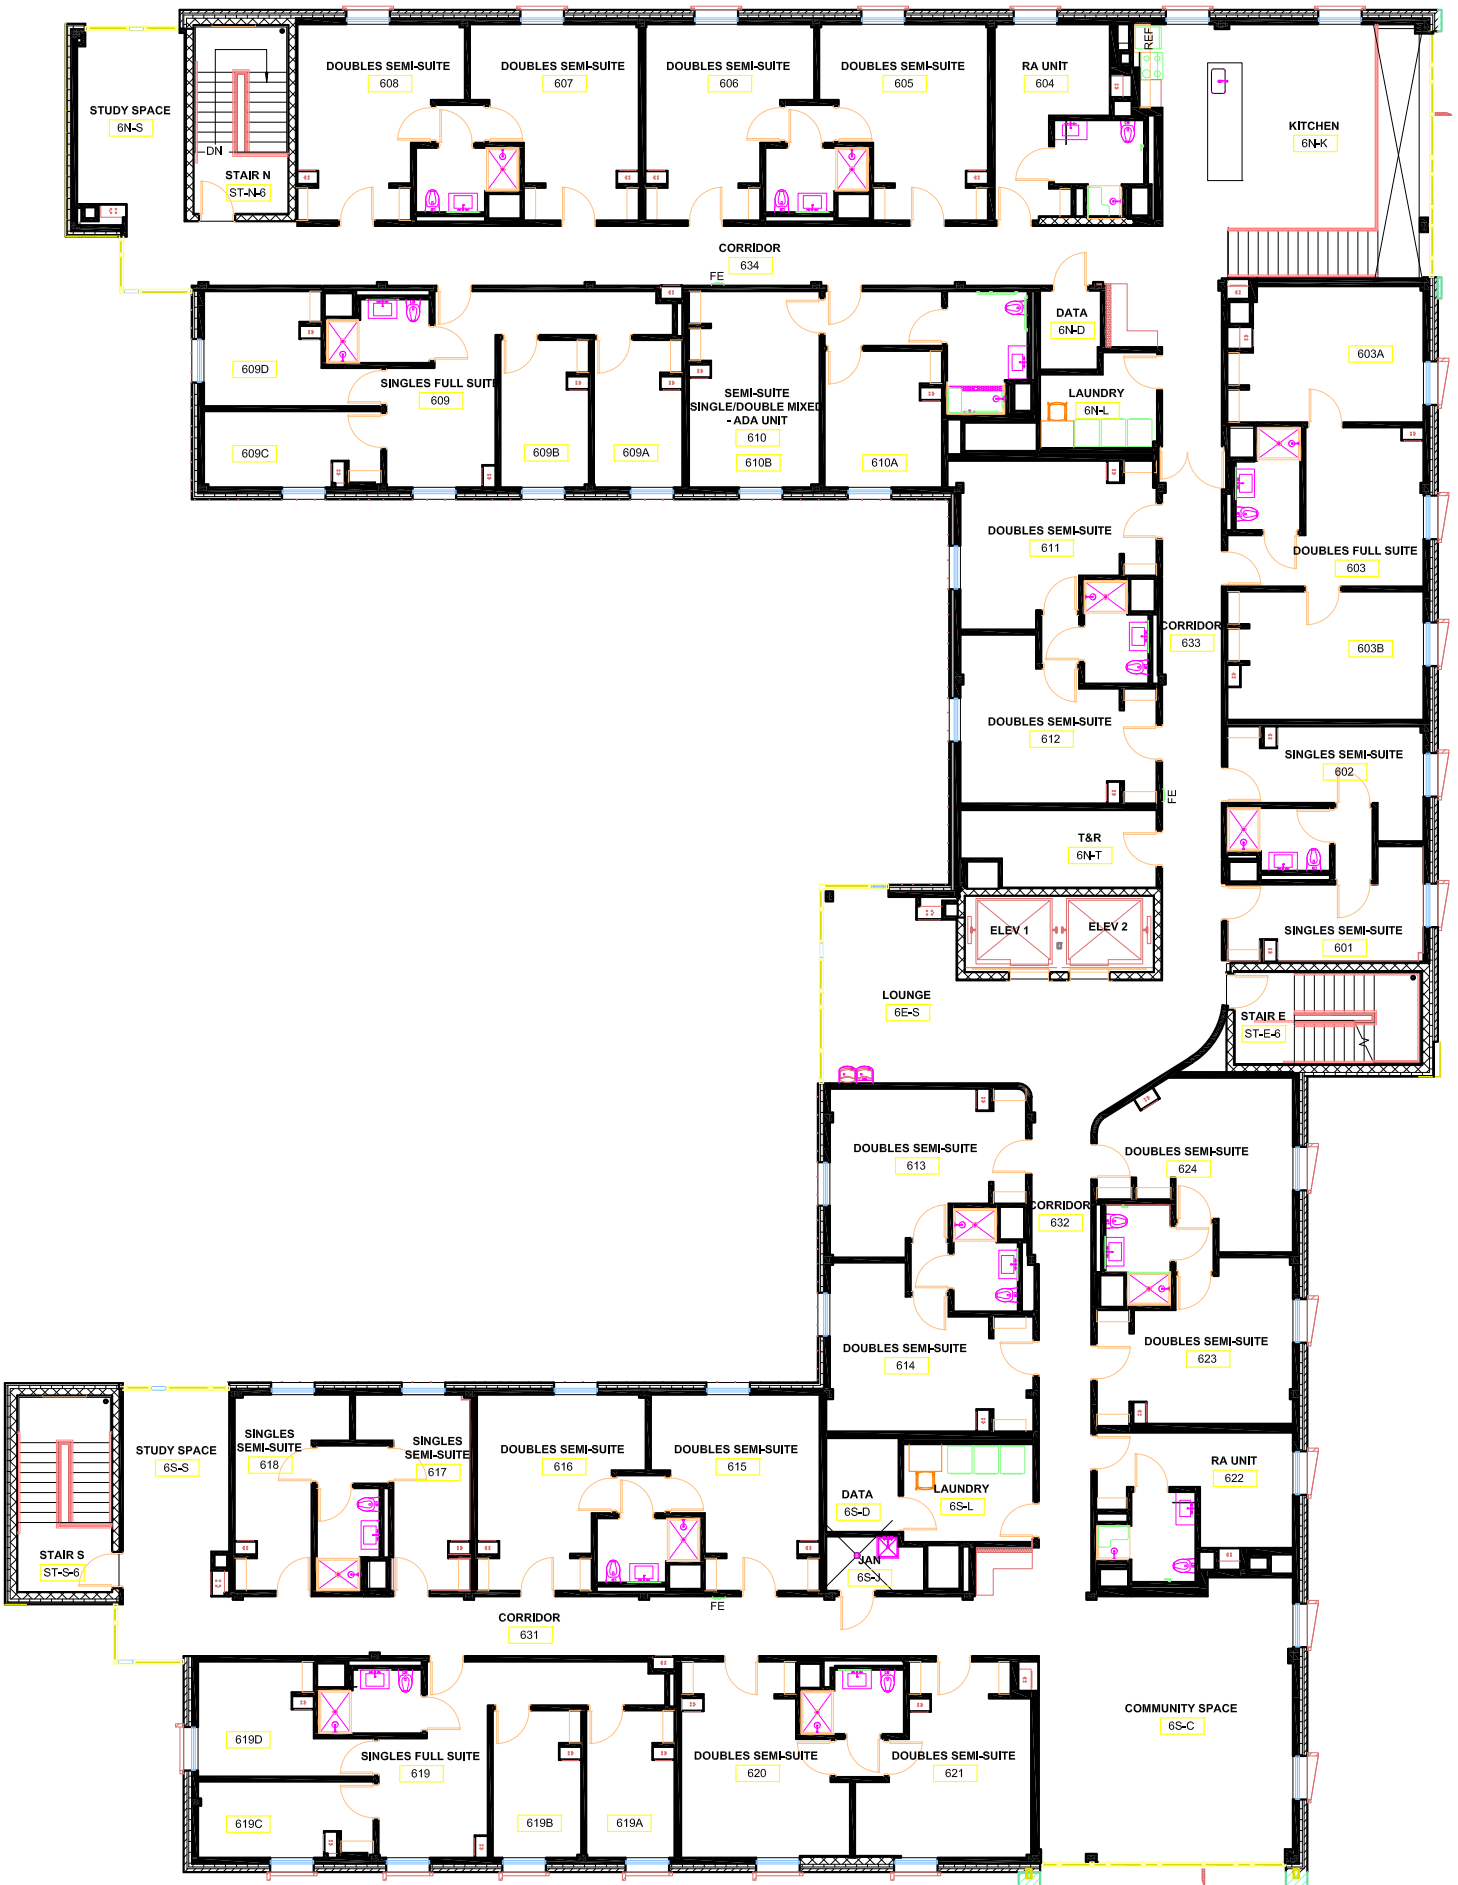 REF
DOUBLES SEMI-SUITE
608
DOUBLES SEMI-SUITE
607
DOUBLES SEMI-SUITE
606
DOUBLES SEMI-SUITE
605
RA UNIT
604
STUDY SPACE
6N-S
DN
STAIR N
ST-N-6
KITCHEN
6N-K
CORRIDOR
634
FE
DATA
6N-D
603A
609D
SINGLES FULL SUITE
609
SEMI-SUITE
SINGLE/DOUBLE MIXED
- ADA UNIT
610
610B
LAUNDRY
6N-L
609C
609B
609A
610A
DOUBLES SEMI-SUITE
611
DOUBLES FULL SUITE
603
CORRIDOR
633
603B
DOUBLES SEMI-SUITE
612
SINGLES SEMI-SUITE
602
FE
T&R
6N-T
ELEV 1
ELEV 2
SINGLES SEMI-SUITE
601
LOUNGE
6E-S
STAIR E
ST-E-6
DOUBLES SEMI-SUITE
613
DOUBLES SEMI-SUITE
624
CORRIDOR
632
DOUBLES SEMI-SUITE
614
DOUBLES SEMI-SUITE
623
STUDY SPACE
6S-S
SINGLES
SEMI-SUITE
618
SINGLES
SEMI-SUITE
617
DOUBLES SEMI-SUITE
616
DOUBLES SEMI-SUITE
615
RA UNIT
622
DATA
6S-D
LAUNDRY
6S-L
STAIR S
ST-S-6
JAN
6S-J
FE
CORRIDOR
631
COMMUNITY SPACE
6S-C
619D
SINGLES FULL SUITE
619
DOUBLES SEMI-SUITE
620
DOUBLES SEMI-SUITE
621
619C
619B
619A